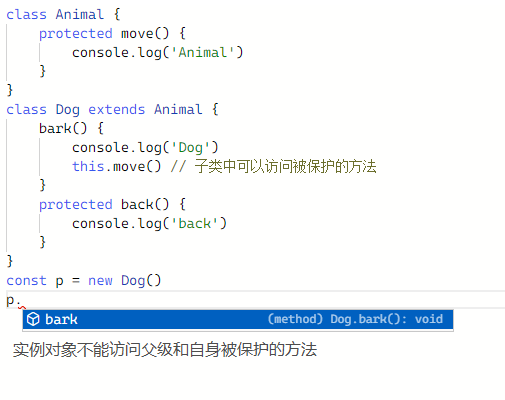 class Animal {
    protected move() {
        console.log('Animal')
    }
}
class Dog extends Animal {
    bark() {
        console.log('Dog')
        this.move() // 子类中可以访问被保护的方法
    }
    protected back() {
        console.log('back')
    }
}
const p = new Dog()
p.
bark (method) Dog.bark(): void
实例对象不能访问父级和自身被保护的方法